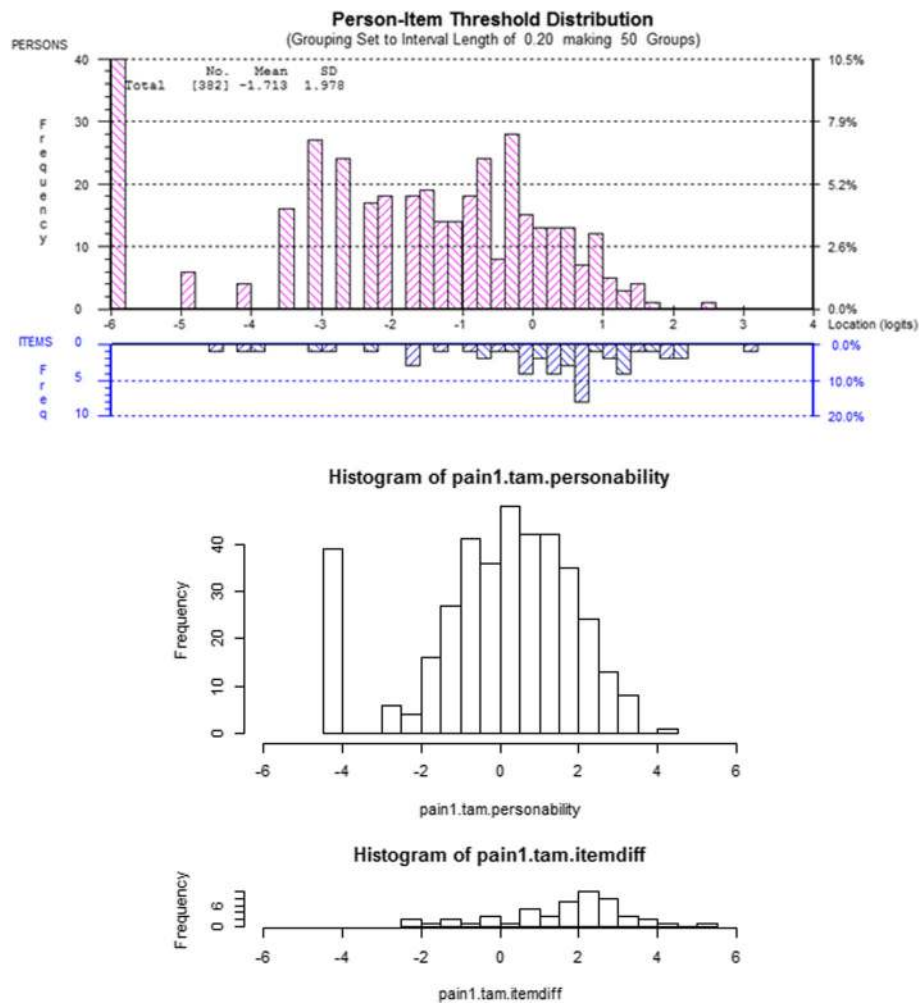 Person-Item Threshold Distribution
(Grouping Set to Interval Length of 0.20 making 50 Groups)
PERSONS
No. Mean SD
Total [382] -1.713 1.978
Frequency
40
30
20
10
0
10.5%
7.9%
5.2%
2.6%
0.0%
-6 -5 -4 -3 -2 -1 0 1 2 3 4
Location (logits)
ITEMS
Freq
0
5
10
0.0%
10.0%
20.0%
Histogram of pain1.tam.personability
Frequency
40
30
20
10
0
-6 -4 -2 0 2 4 6
pain1.tam.personability
Histogram of pain1.tam.itemdiff
Frequency
6
0
-6 -4 -2 0 2 4 6
pain1.tam.itemdiff